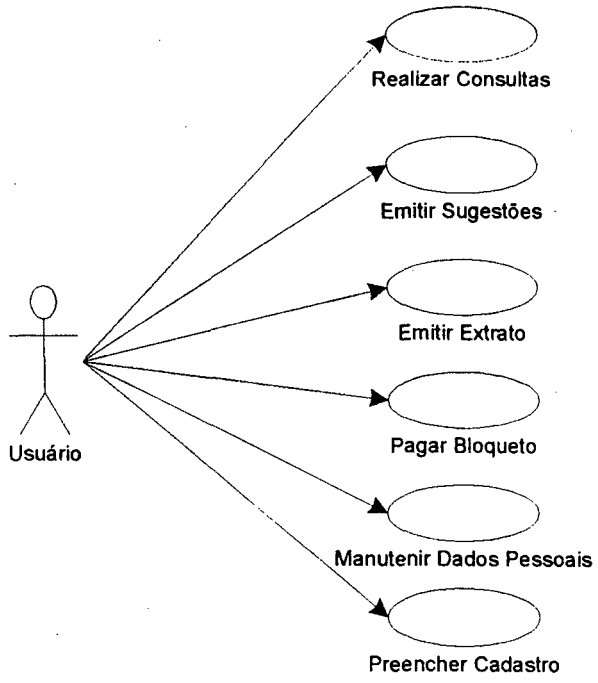 Realizar Consultas
Emitir Sugestões
Emitir Extrato
Usuário
Pagar Bloqueto
Manutenir Dados Pessoais
Preencher Cadastro